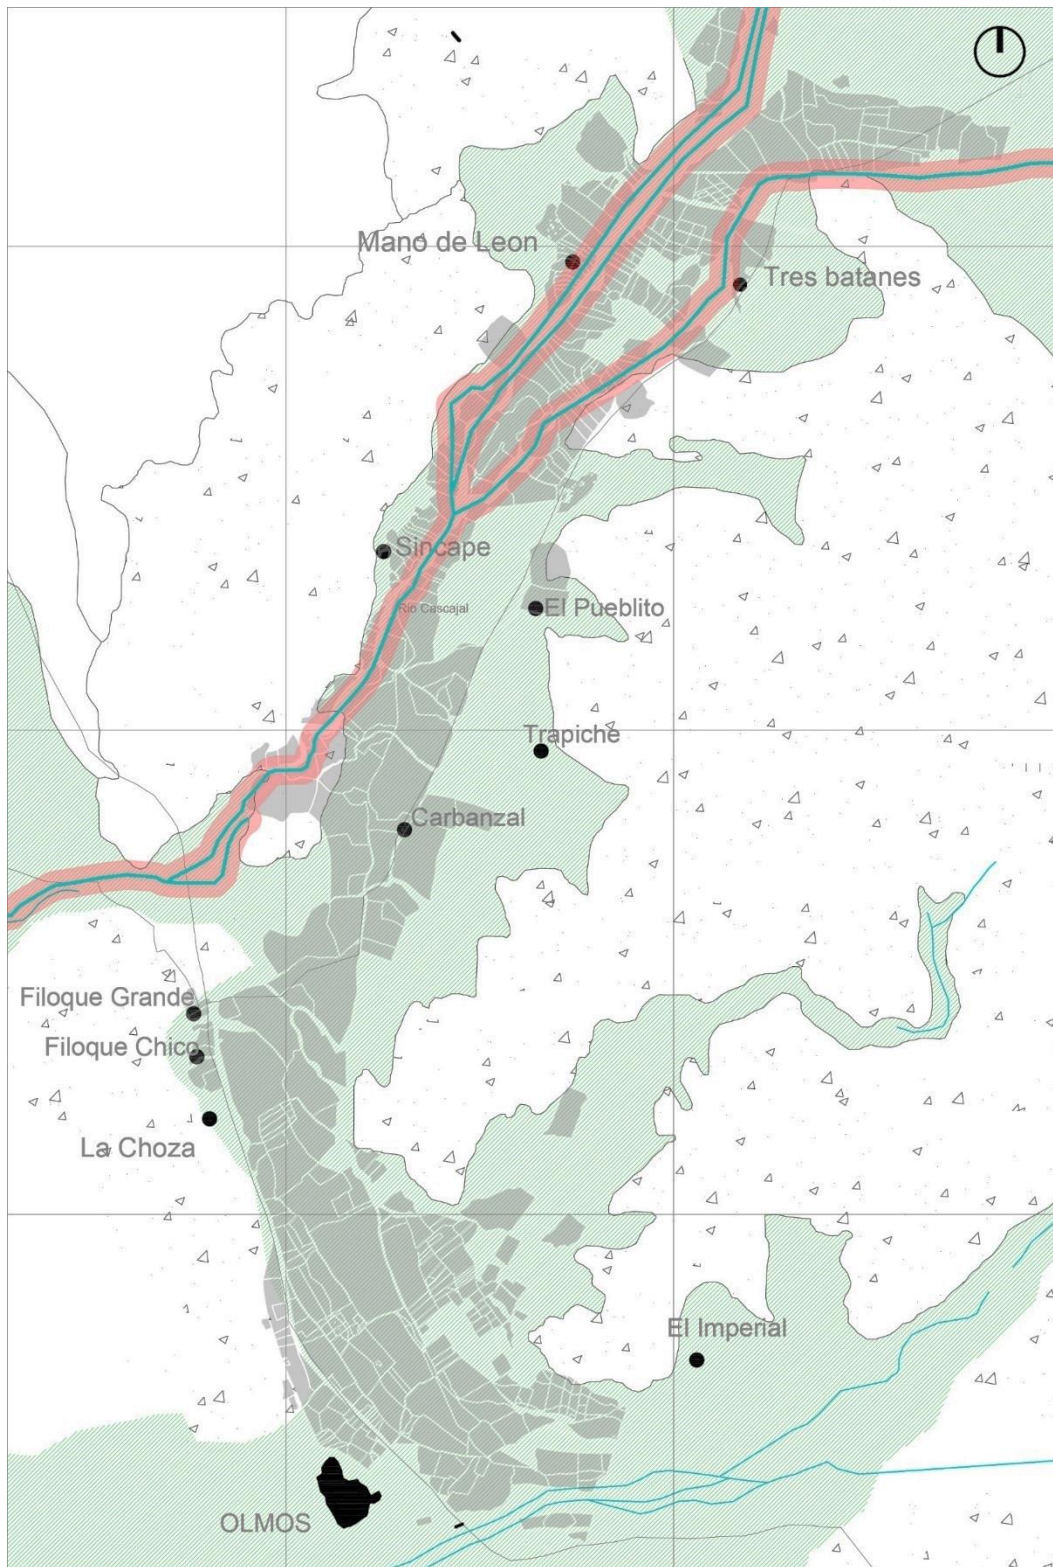 Mano de Leon
Tres batanes
Sincape
Rio Cascajal
El Pueblito
Trapiche
Carbanzal
Filoque Grande
Filoque Chico
La Choza
El Imperial
OLMOS